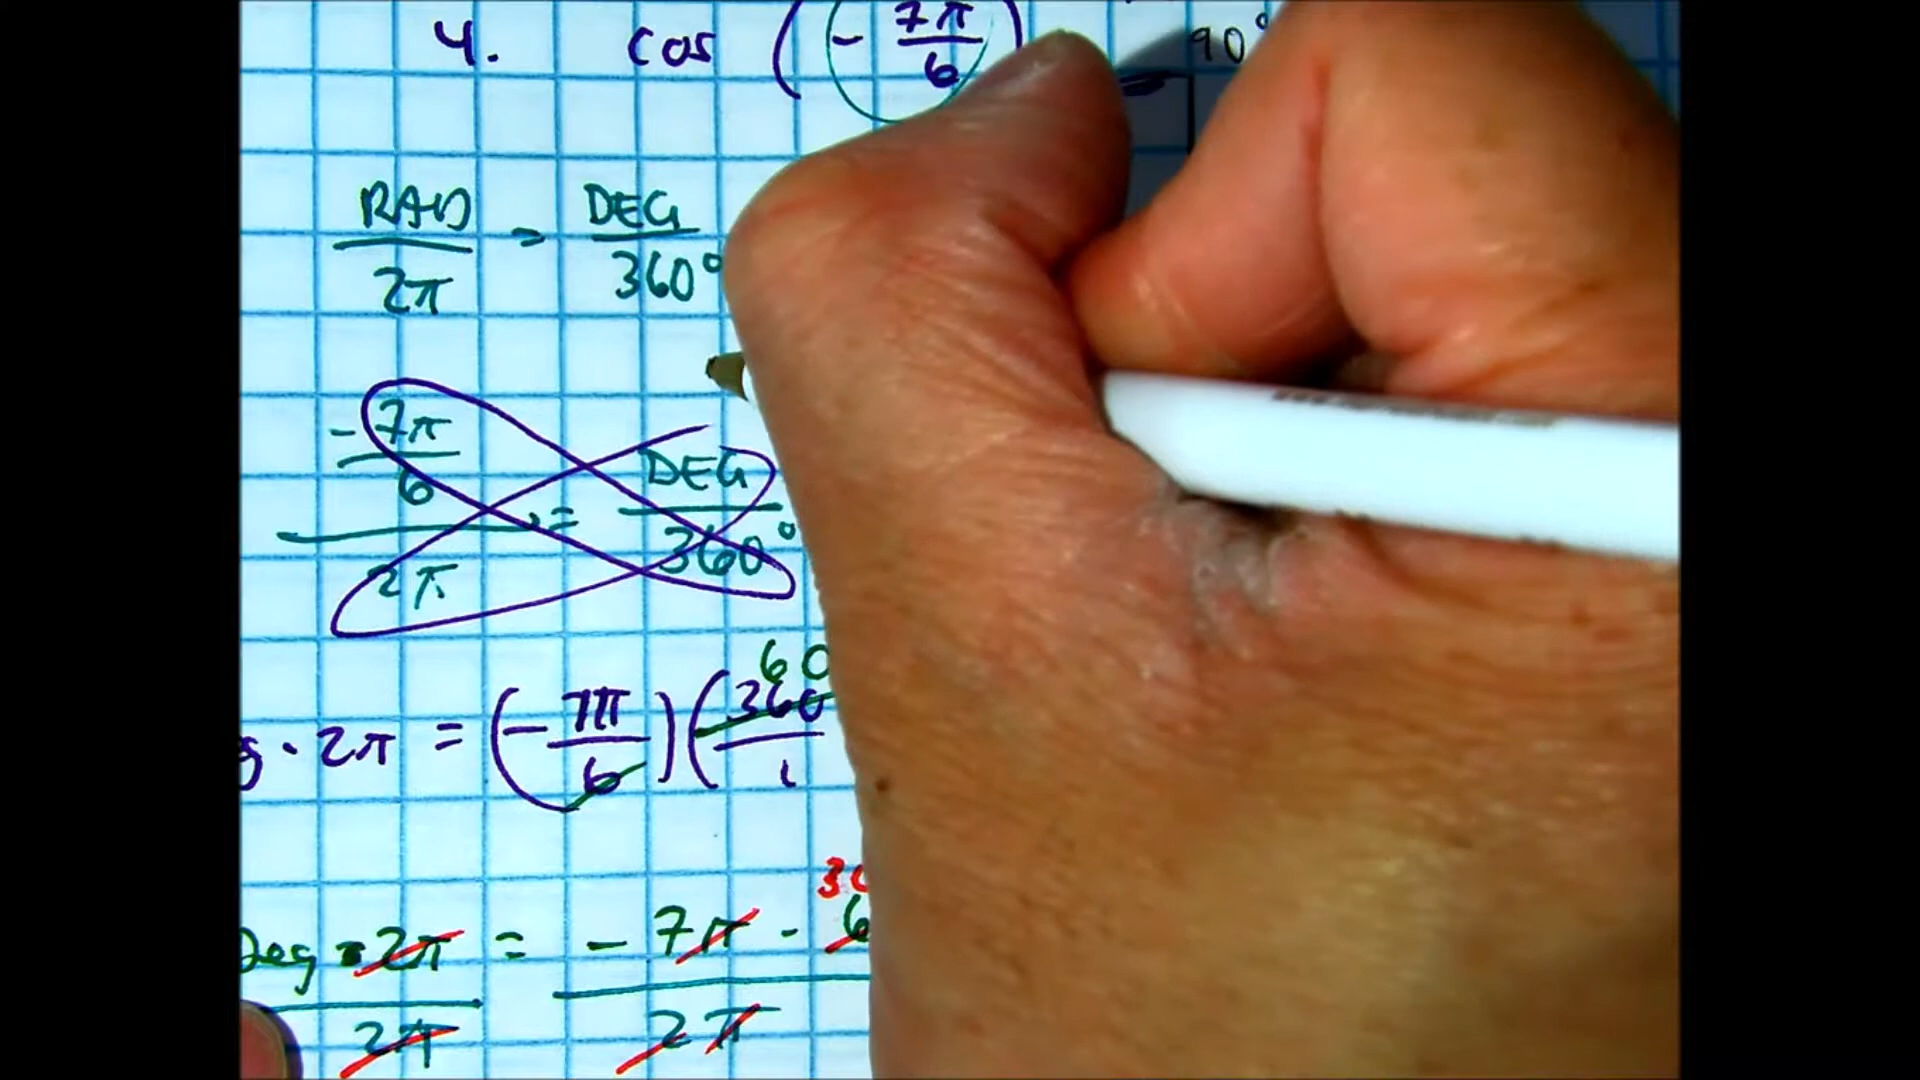 4. cos (- 7π/6) 90°
RAD/2π = DEG/360°
(- 7π/6)/2π = DEG/360°
60
g · 2π = (- 7π/6)(360/1
30
Deg · 2π/2π = - 7π · 6/2π